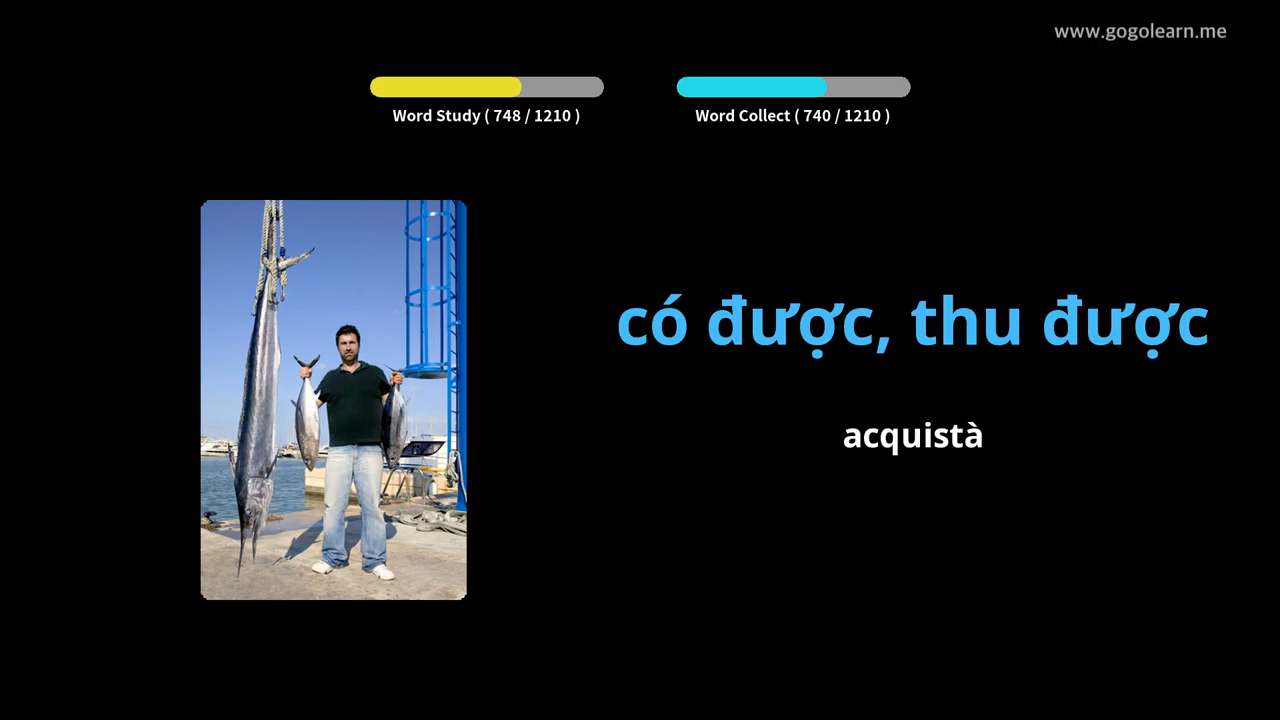 www.gogolearn.me
Word Study ( 748 / 1210 )
Word Collect ( 740 / 1210 )
có được, thu được
acquistà